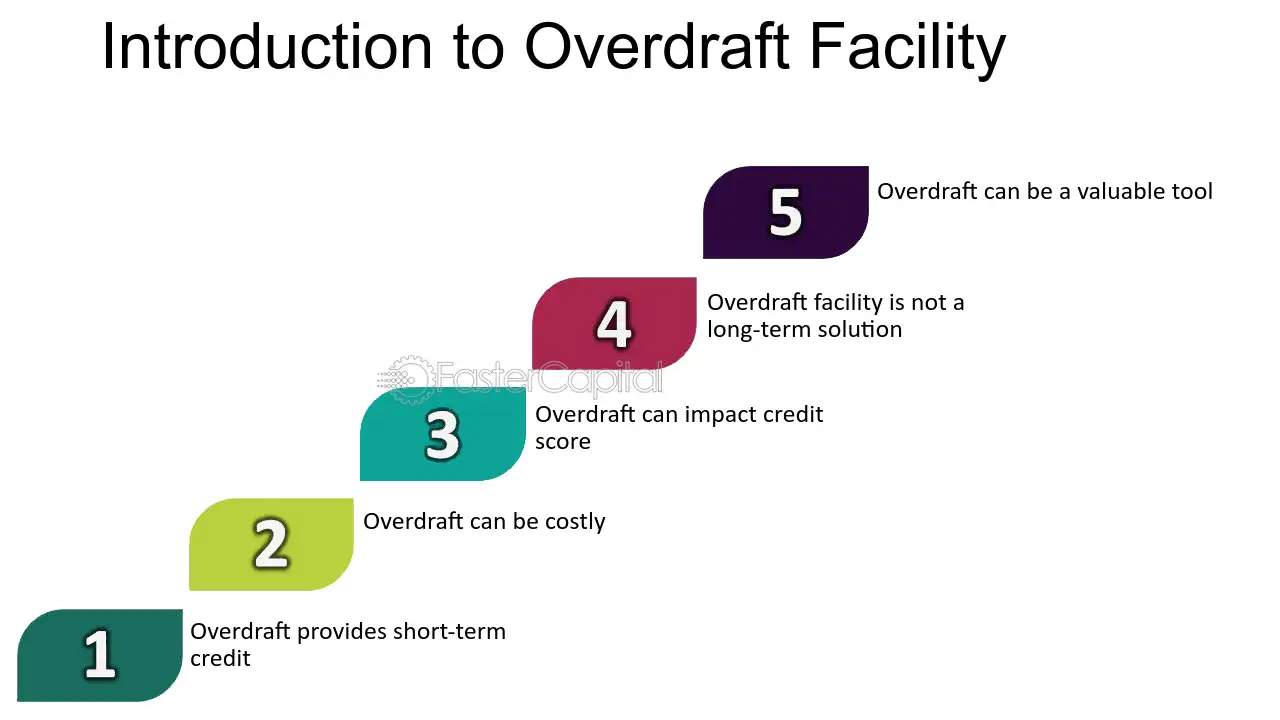 Introduction to Overdraft Facility
5
Overdraft can be a valuable tool
4
Overdraft facility is not a
long-term solution
FasterCapital
3
Overdraft can impact credit
score
2
Overdraft can be costly
1
Overdraft provides short-term
credit